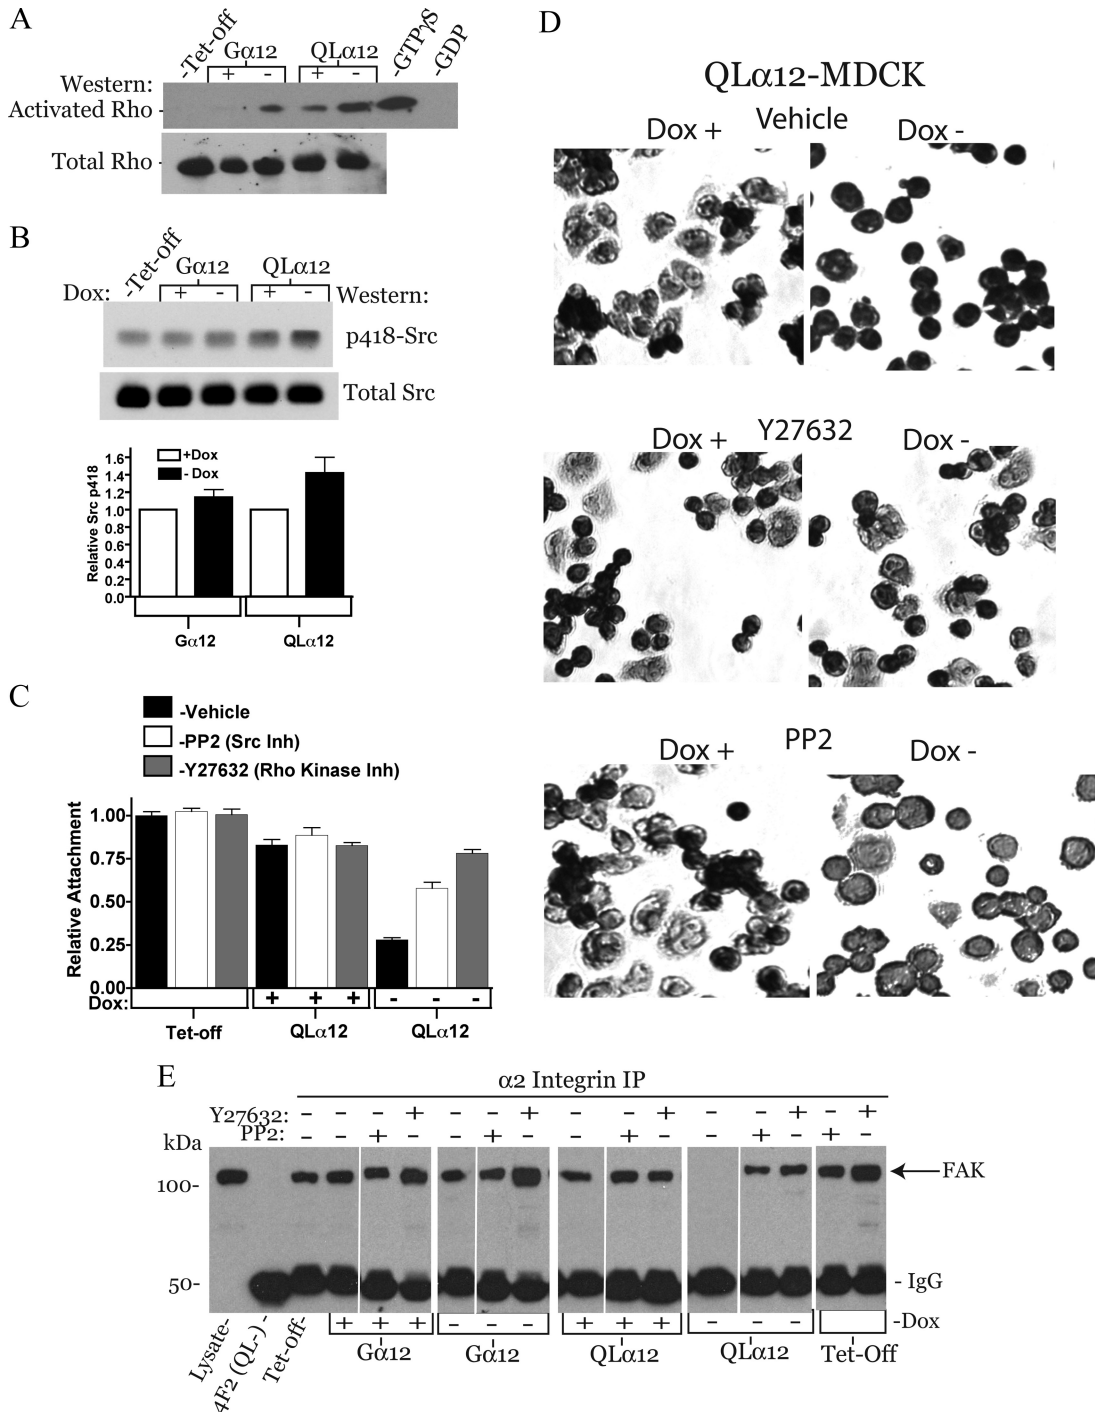 A
-Tet-off
Gα12
QLα12
-GTPγS
-GDP
Western:
+ - + -
Activated Rho -
Total Rho -
B
-Tet-off
Gα12
QLα12
Dox: + - + - Western:
p418-Src
Total Src
+Dox
- Dox
Relative Src p418
1.6
1.4
1.2
1.0
0.8
0.6
0.4
0.2
0.0
Gα12
QLα12
C
-Vehicle
-PP2 (Src Inh)
-Y27632 (Rho Kinase Inh)
Relative Attachment
1.00
0.75
0.50
0.25
0.00
Dox: + + + - - -
Tet-off
QLα12
QLα12
D
QLα12-MDCK
Dox + Vehicle Dox -
Dox + Y27632 Dox -
Dox + PP2 Dox -
E
α2 Integrin IP
Y27632: - - - + - - + - - + - - + - +
PP2: - - + - - + - - + - - + - + -
kDa
100-
FAK
50-
- IgG
+ + + - - - + + + - - - -Dox
Lysate-
4F2 (QL-) -
Tet-off-
Gα12
Gα12
QLα12
QLα12
Tet-Off